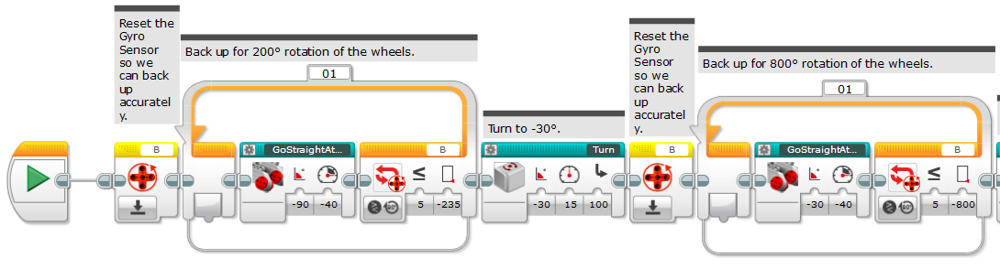 Reset the
Gyro
Sensor
so we
can back
up
accuratel
y.
Back up for 200° rotation of the wheels.
01
Turn to -30°.
Reset the
Gyro
Sensor
so we
can back
up
accuratel
y.
Back up for 800° rotation of the wheels.
01
B
GoStraightAt...
B
Turn
B
GoStraightAt...
B
≤
≤
90°
90°
-90 -40
5 -235
-30 15 100
-30 -40
5 -800